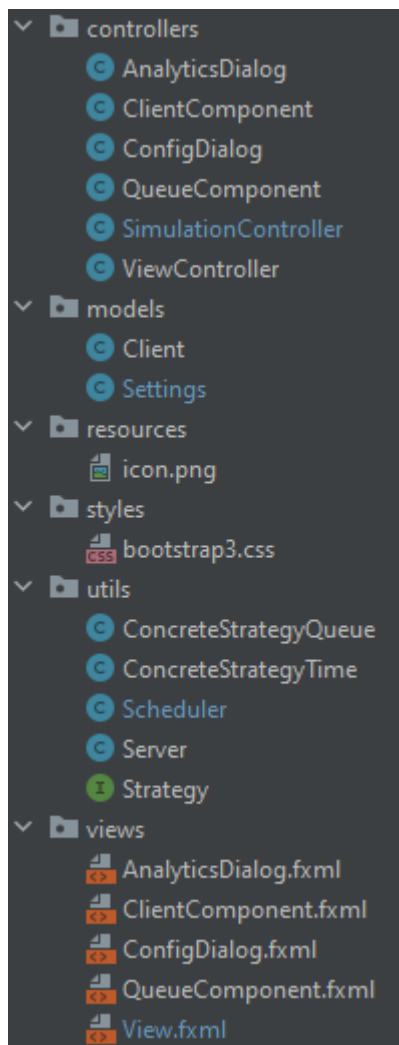 controllers
C AnalyticsDialog
C ClientComponent
C ConfigDialog
C QueueComponent
C SimulationController
C ViewController
models
C Client
C Settings
resources
icon.png
styles
CSS bootstrap3.css
utils
C ConcreteStrategyQueue
C ConcreteStrategyTime
C Scheduler
C Server
I Strategy
views
<> AnalyticsDialog.fxml
<> ClientComponent.fxml
<> ConfigDialog.fxml
<> QueueComponent.fxml
<> View.fxml